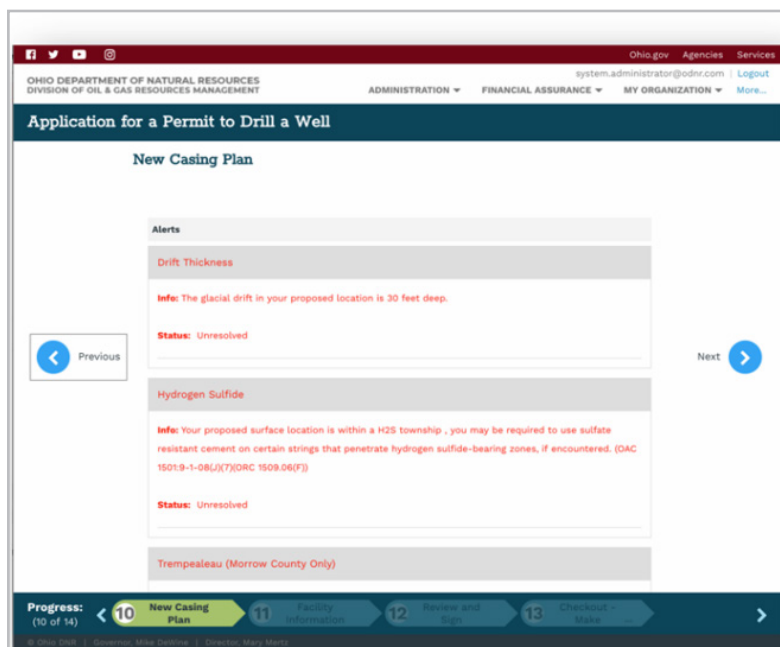 Ohio.gov Agencies Services
OHIO DEPARTMENT OF NATURAL RESOURCES
DIVISION OF OIL & GAS RESOURCES MANAGEMENT
system.administrator@odnr.com | Logout
ADMINISTRATION FINANCIAL ASSURANCE MY ORGANIZATION More...
Application for a Permit to Drill a Well
New Casing Plan
Alerts
Drift Thickness
Info: The glacial drift in your proposed location is 30 feet deep.
Status: Unresolved
Previous
Next
Hydrogen Sulfide
Info: Your proposed surface location is within a H2S township , you may be required to use sulfate
resistant cement on certain strings that penetrate hydrogen sulfide-bearing zones, if encountered. (OAC
1501:9-1-08(J)(7)(ORC 1509.06(F))
Status: Unresolved
Trempealeau (Morrow County Only)
Progress:
(10 of 14)
10 New Casing
Plan
11 Facility
Information
12 Review and
Sign
13 Checkout -
Make ...
© Ohio DNR | Governor, Mike DeWine | Director, Mary Mertz